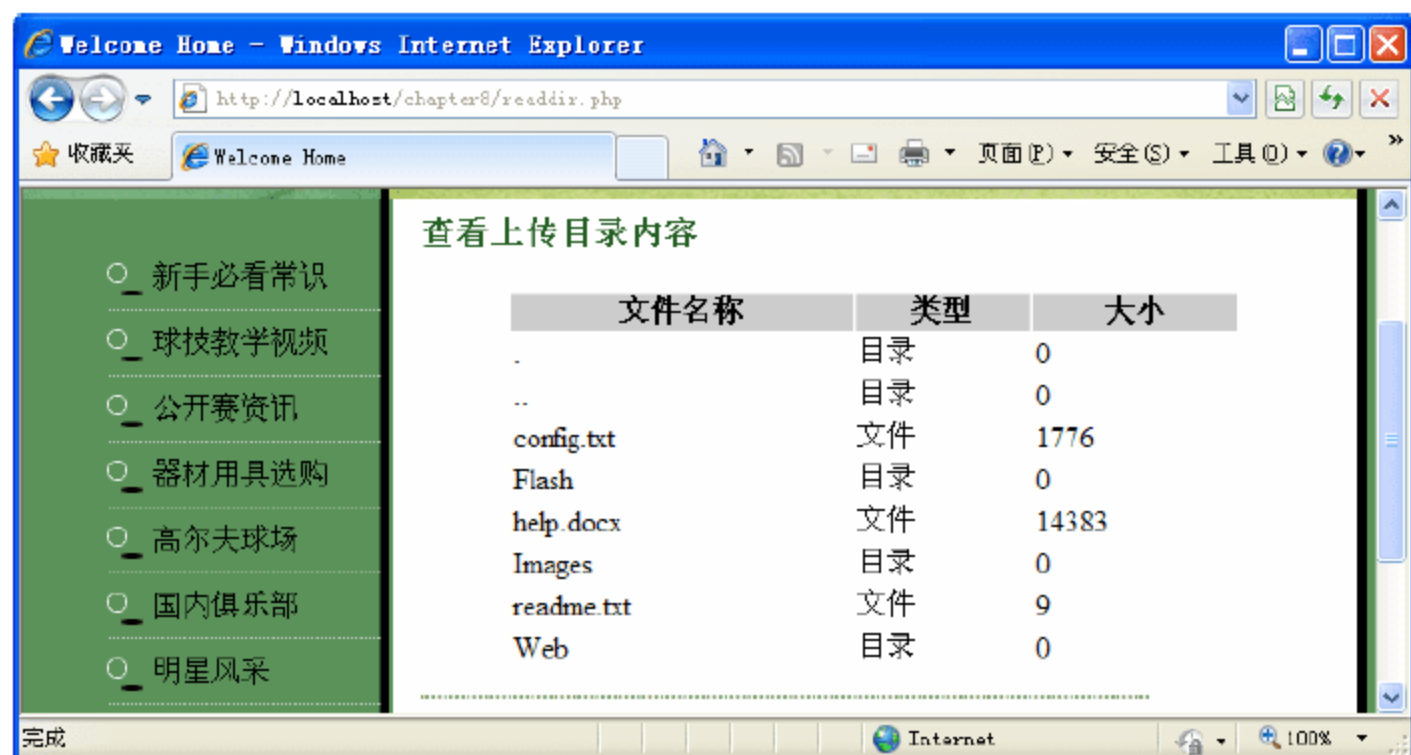 Welcome Home - Windows Internet Explorer
http://localhost/chapter8/readdir.php
收藏夹
Welcome Home
页面(P)
安全(S)
工具(O)
»
查看上传目录内容
新手必看常识
球技教学视频
公开赛资讯
器材用具选购
高尔夫球场
国内俱乐部
明星风采
文件名称 类型 大小
. 目录 0
.. 目录 0
config.txt 文件 1776
Flash 目录 0
help.docx 文件 14383
Images 目录 0
readme.txt 文件 9
Web 目录 0
完成
Internet
100%